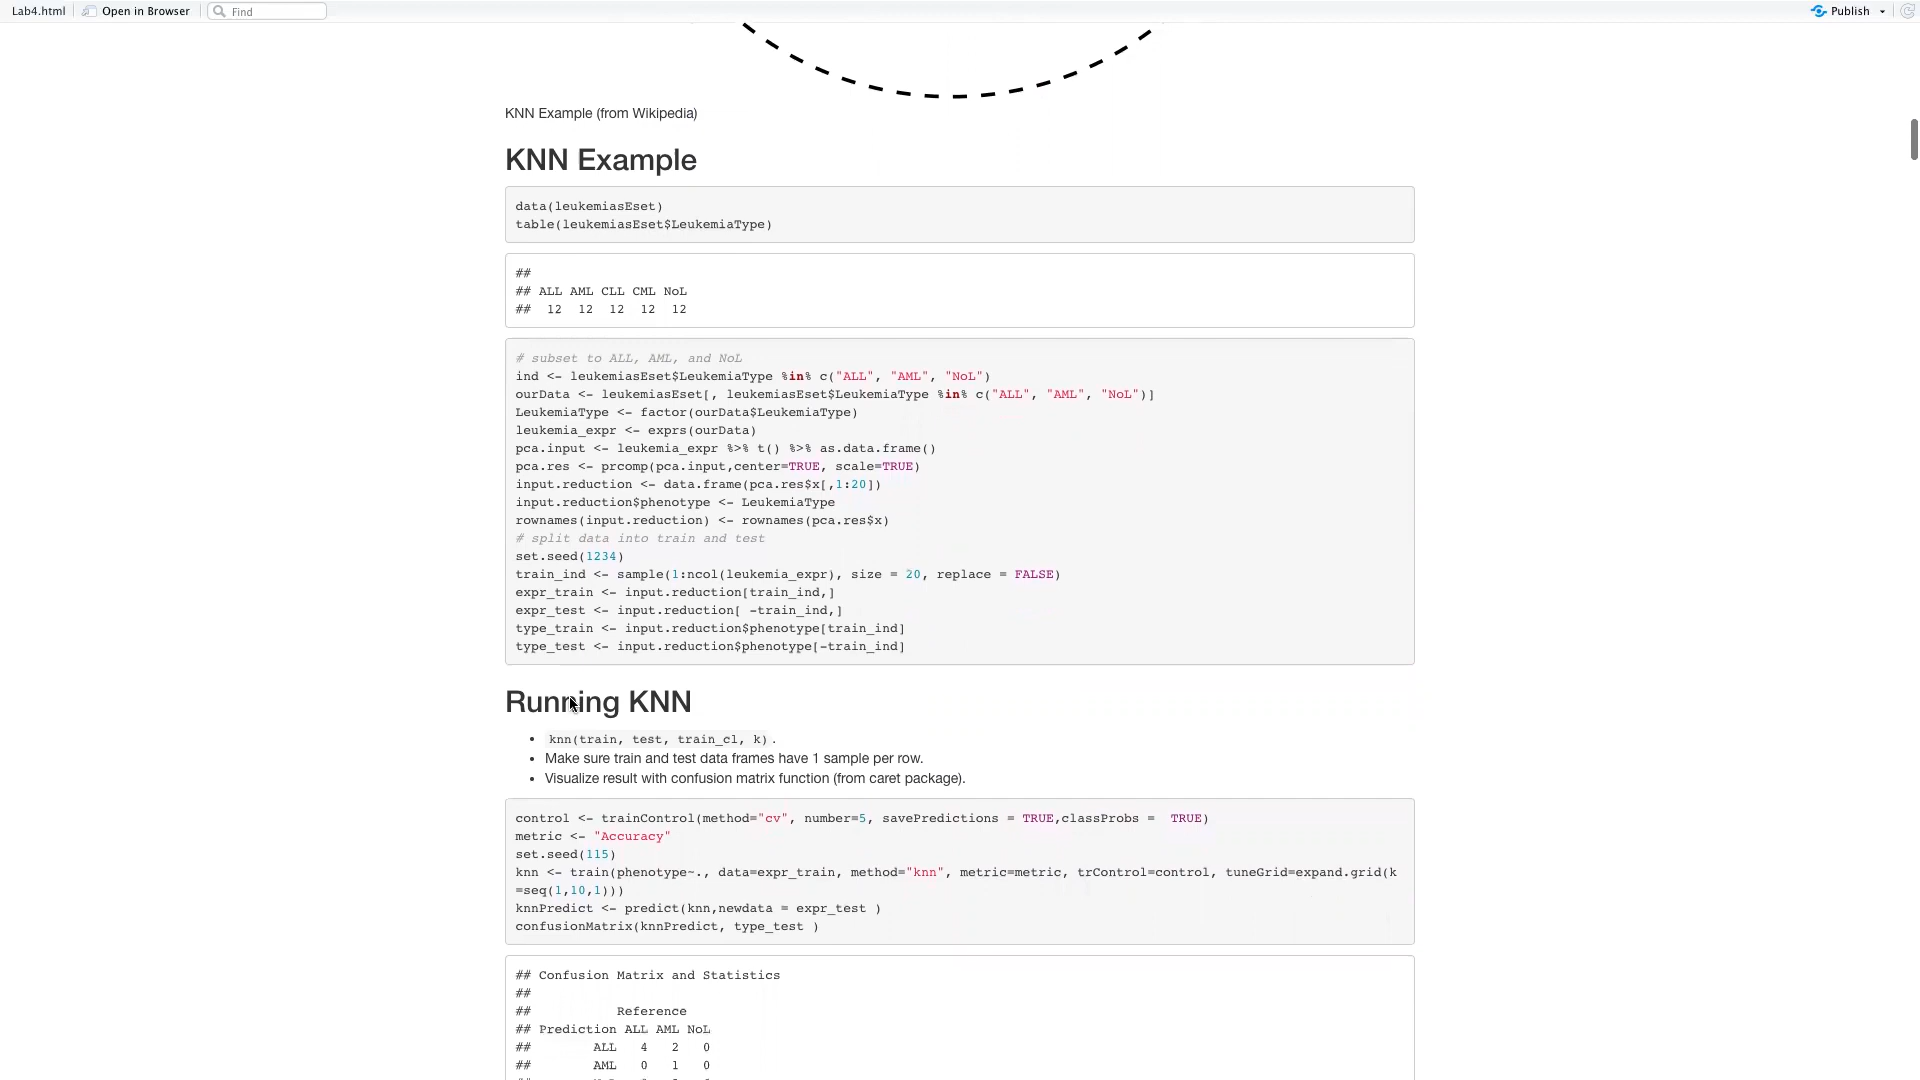 Lab4.html Open in Browser Find Publish
KNN Example (from Wikipedia)
KNN Example
data(leukemiasEset)
table(leukemiasEset$LeukemiaType)
##
## ALL AML CLL CML NoL
##  12  12  12  12  12
# subset to ALL, AML, and NoL
ind <- leukemiasEset$LeukemiaType %in% c("ALL", "AML", "NoL")
ourData <- leukemiasEset[, leukemiasEset$LeukemiaType %in% c("ALL", "AML", "NoL")]
LeukemiaType <- factor(ourData$LeukemiaType)
leukemia_expr <- exprs(ourData)
pca.input <- leukemia_expr %>% t() %>% as.data.frame()
pca.res <- prcomp(pca.input,center=TRUE, scale=TRUE)
input.reduction <- data.frame(pca.res$x[,1:20])
input.reduction$phenotype <- LeukemiaType
rownames(input.reduction) <- rownames(pca.res$x)
# split data into train and test
set.seed(1234)
train_ind <- sample(1:ncol(leukemia_expr), size = 20, replace = FALSE)
expr_train <- input.reduction[train_ind,]
expr_test <- input.reduction[ -train_ind,]
type_train <- input.reduction$phenotype[train_ind]
type_test <- input.reduction$phenotype[-train_ind]
Running KNN
• knn(train, test, train_cl, k).
• Make sure train and test data frames have 1 sample per row.
• Visualize result with confusion matrix function (from caret package).
control <- trainControl(method="cv", number=5, savePredictions = TRUE,classProbs =  TRUE)
metric <- "Accuracy"
set.seed(115)
knn <- train(phenotype~., data=expr_train, method="knn", metric=metric, trControl=control, tuneGrid=expand.grid(k
=seq(1,10,1)))
knnPredict <- predict(knn,newdata = expr_test )
confusionMatrix(knnPredict, type_test )
## Confusion Matrix and Statistics
##
##           Reference
## Prediction ALL AML NoL
##        ALL   4   2   0
##        AML   0   1   0